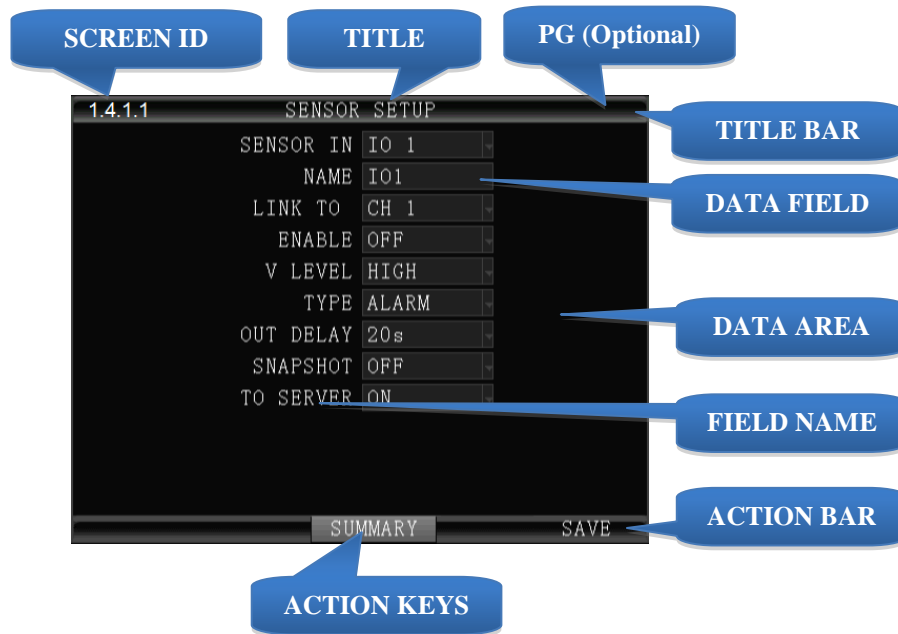 SCREEN ID
TITLE
PG (Optional)
1.4.1.1 SENSOR SETUP
TITLE BAR
SENSOR IN IO 1
NAME IO1
DATA FIELD
LINK TO CH 1
ENABLE OFF
V LEVEL HIGH
TYPE ALARM
DATA AREA
OUT DELAY 20s
SNAPSHOT OFF
TO SERVER ON
FIELD NAME
SUMMARY SAVE
ACTION BAR
ACTION KEYS